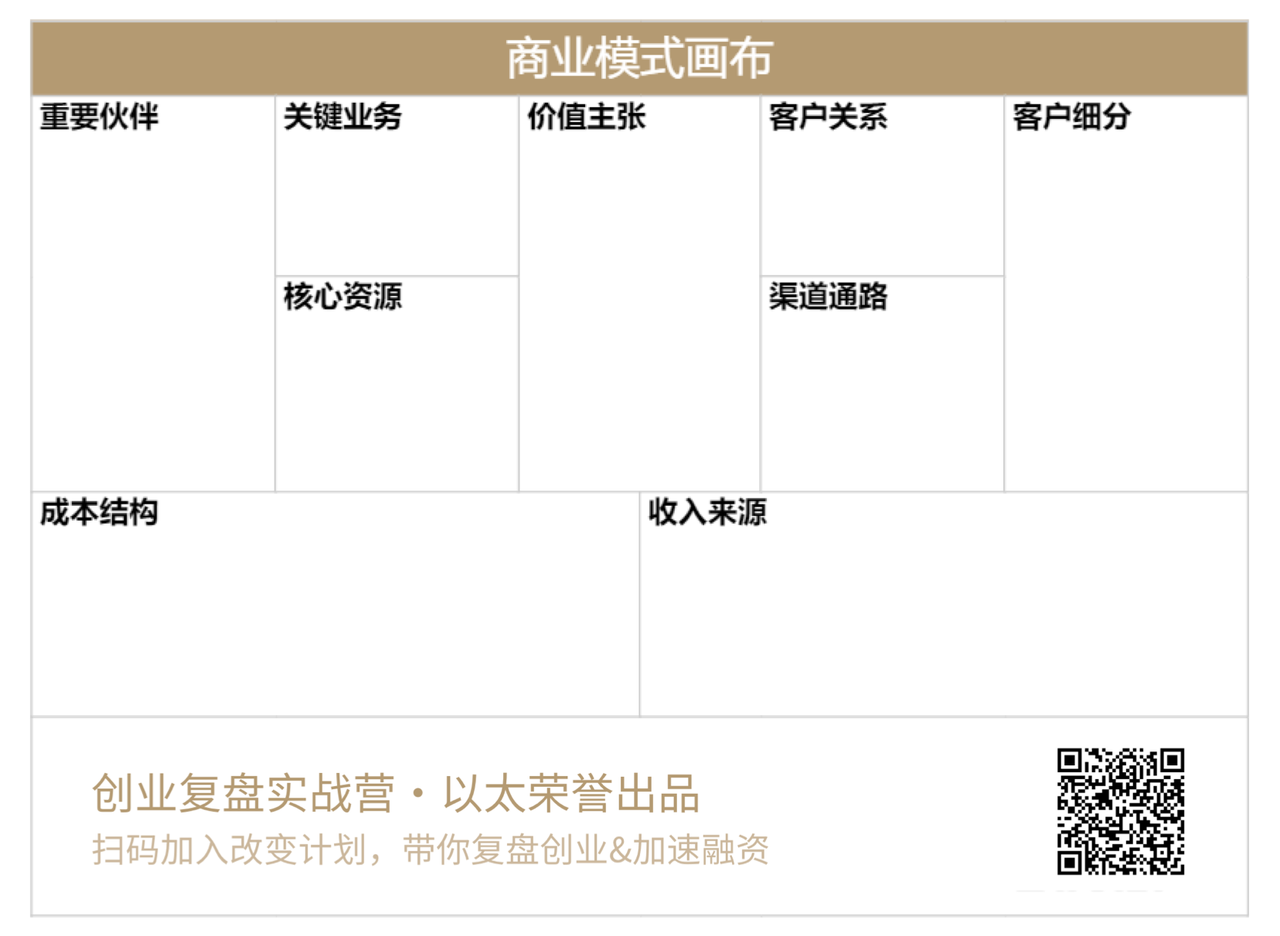 商业模式画布
重要伙伴
关键业务
价值主张
客户关系
客户细分
核心资源
渠道通路
成本结构
收入来源
创业复盘实战营·以太荣誉出品
扫码加入改变计划，带你复盘创业&加速融资